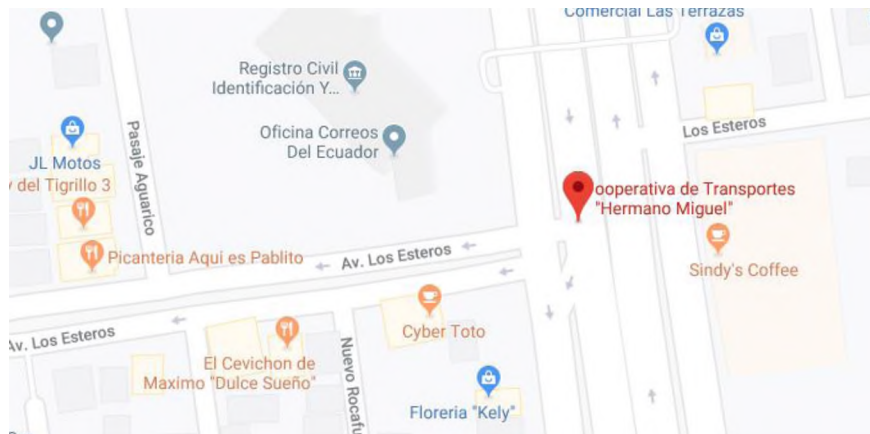 Comercial Las Terrazas
Registro Civil
Identificación Y...
Los Esteros
Oficina Correos
Del Ecuador
Pasaje Aguarico
JL Motos
del Tigrillo 3
ooperativa de Transportes
"Hermano Miguel"
Picanteria Aqui es Pablito
Av. Los Esteros
Sindy's Coffee
Cyber Toto
Av. Los Esteros
El Cevichon de
Maximo "Dulce Sueño"
Nuevo Rocafu
Floreria "Kely"